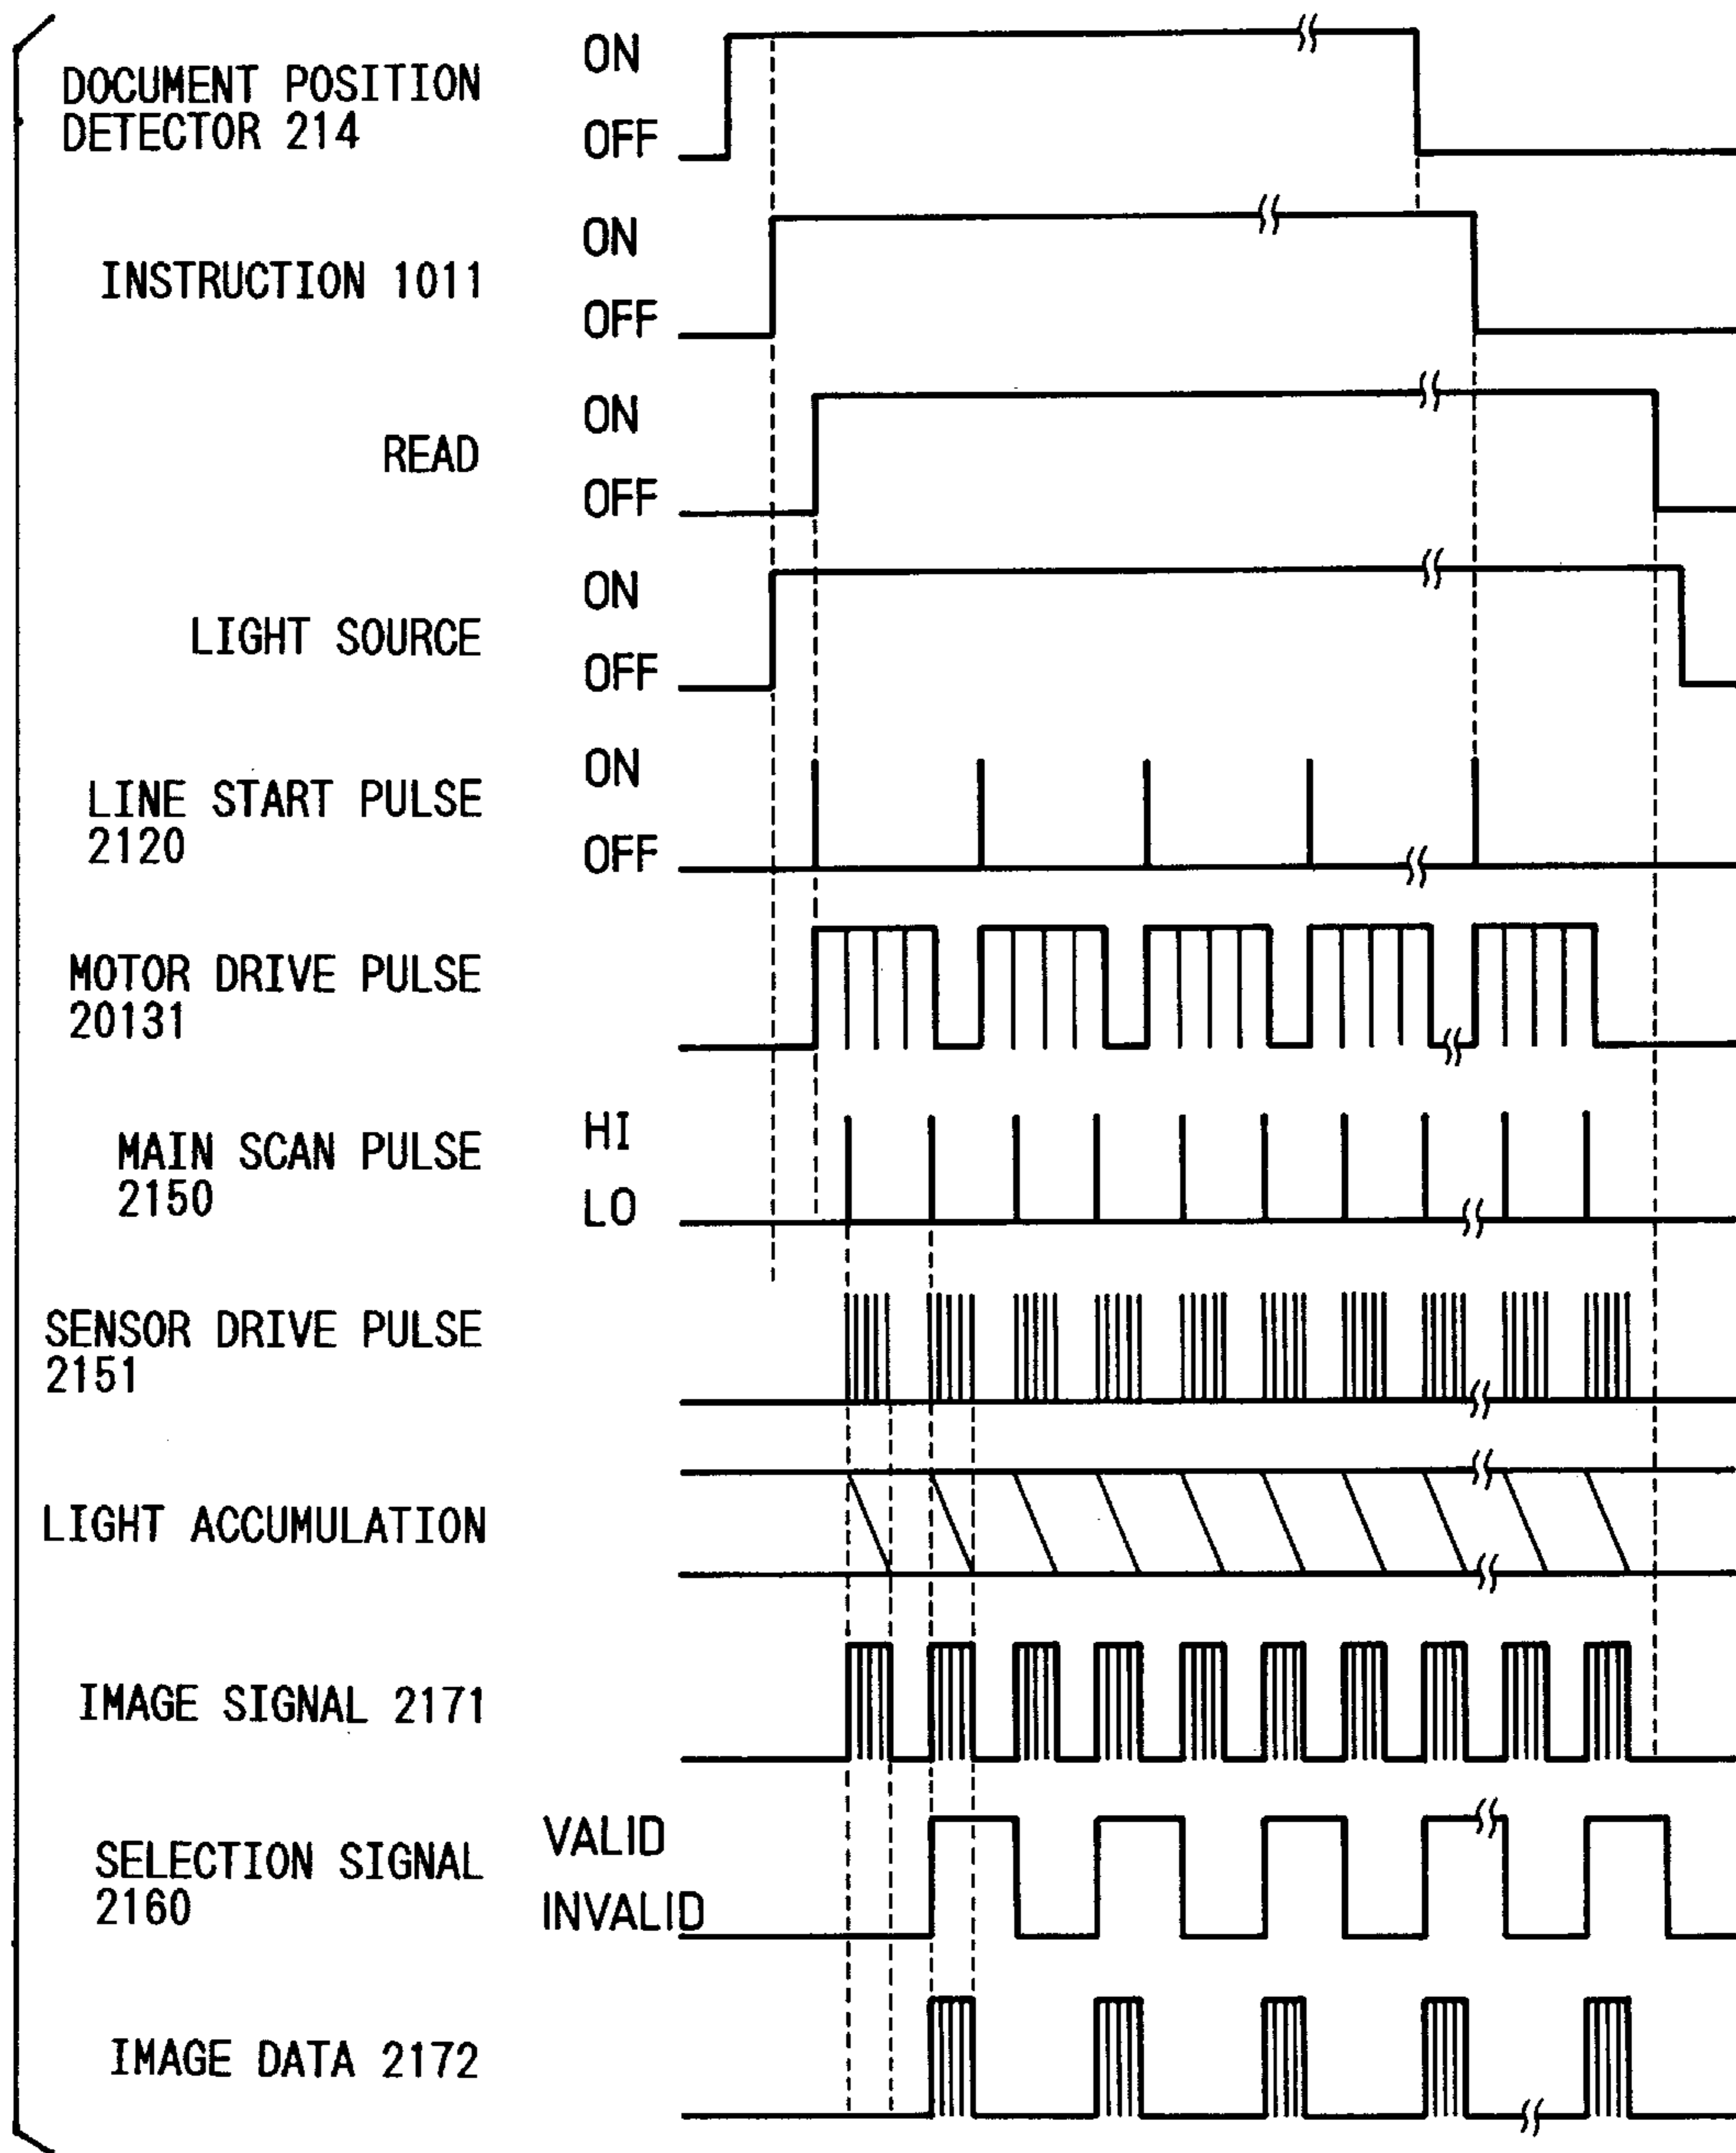 DOCUMENT POSITION
DETECTOR 214
ON
OFF
INSTRUCTION 1011
ON
OFF
READ
ON
OFF
LIGHT SOURCE
ON
OFF
LINE START PULSE
2120
ON
OFF
MOTOR DRIVE PULSE
20131
MAIN SCAN PULSE
2150
HI
LO
SENSOR DRIVE PULSE
2151
LIGHT ACCUMULATION
IMAGE SIGNAL 2171
SELECTION SIGNAL
2160
VALID
INVALID
IMAGE DATA 2172